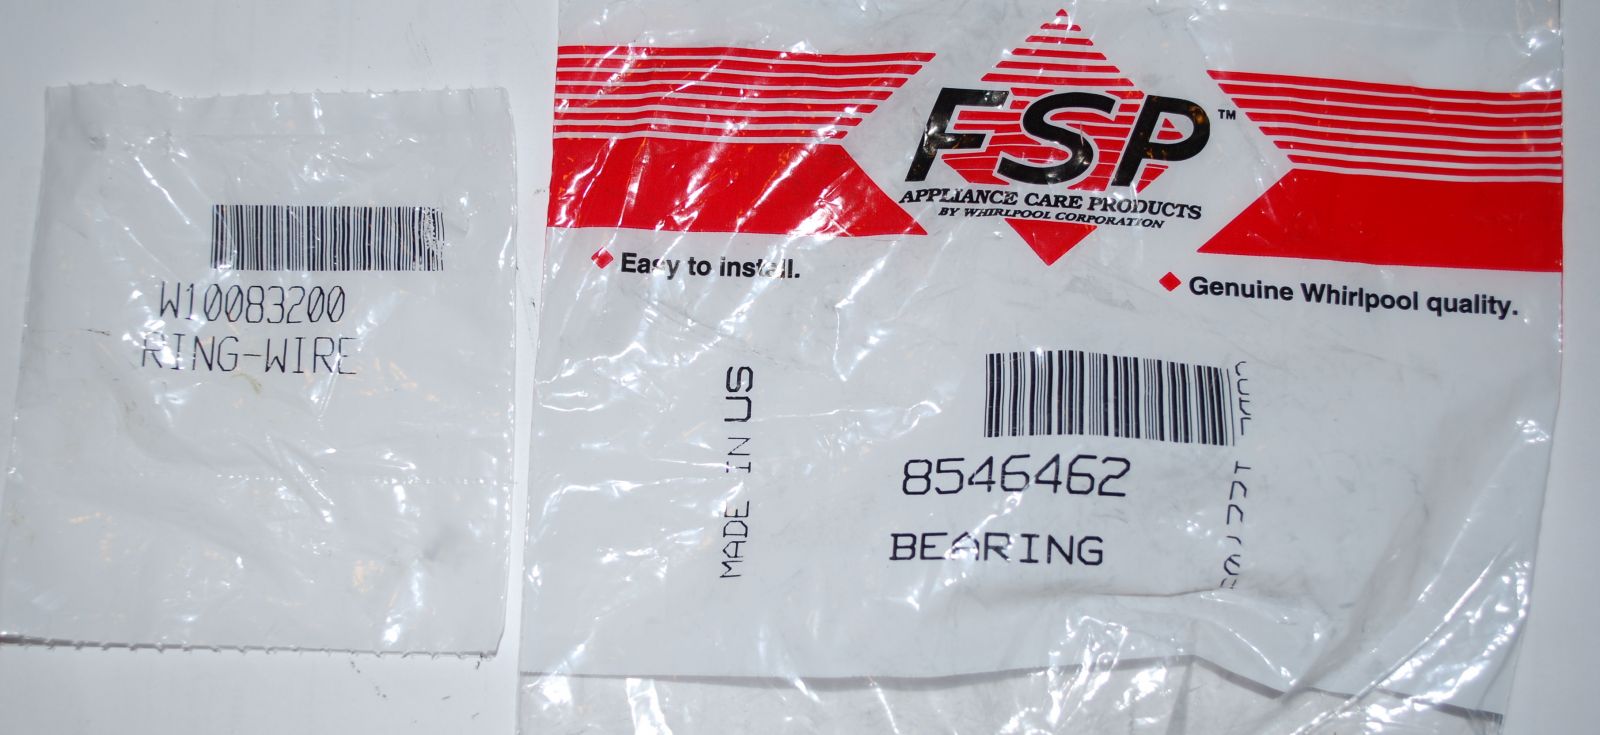 W10083200
RING-WIRE
FSP™
APPLIANCE CARE PRODUCTS
BY WHIRLPOOL CORPORATION
Easy to install.
Genuine Whirlpool quality.
MADE IN US
8546462
BEARING